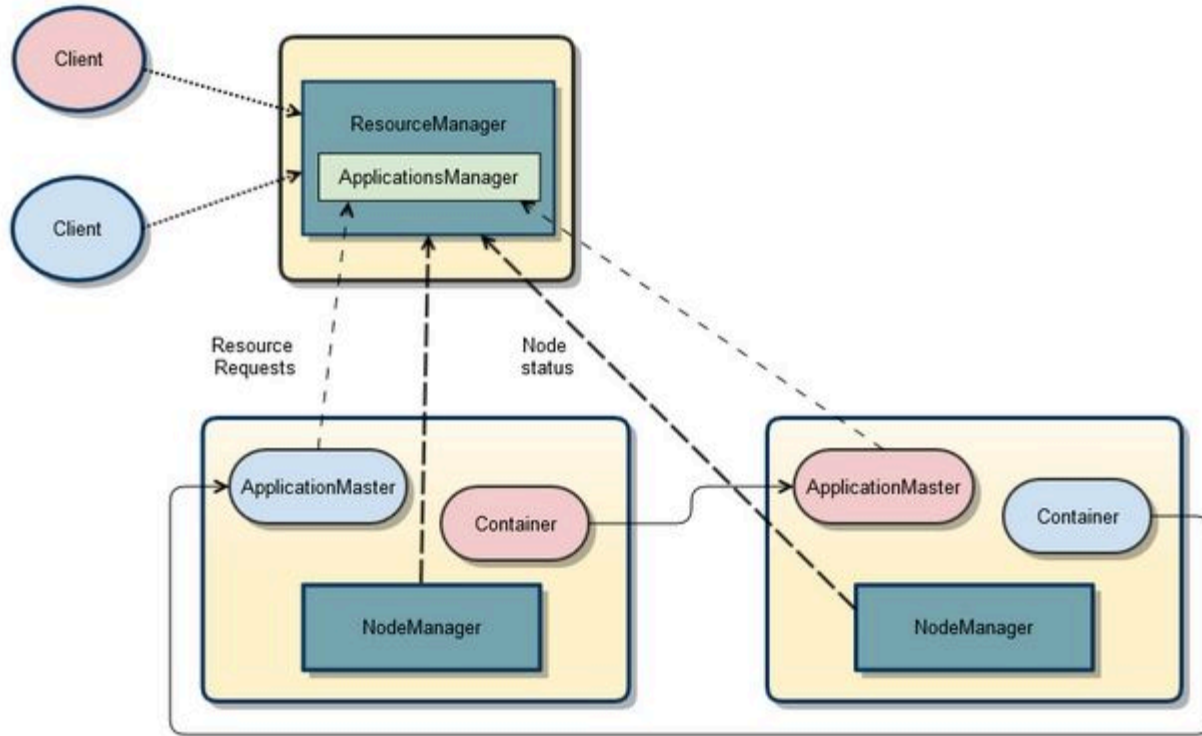 Client
ResourceManager
ApplicationsManager
Client
Resource
Requests
Node
status
ApplicationMaster
Container
NodeManager
ApplicationMaster
Container
NodeManager